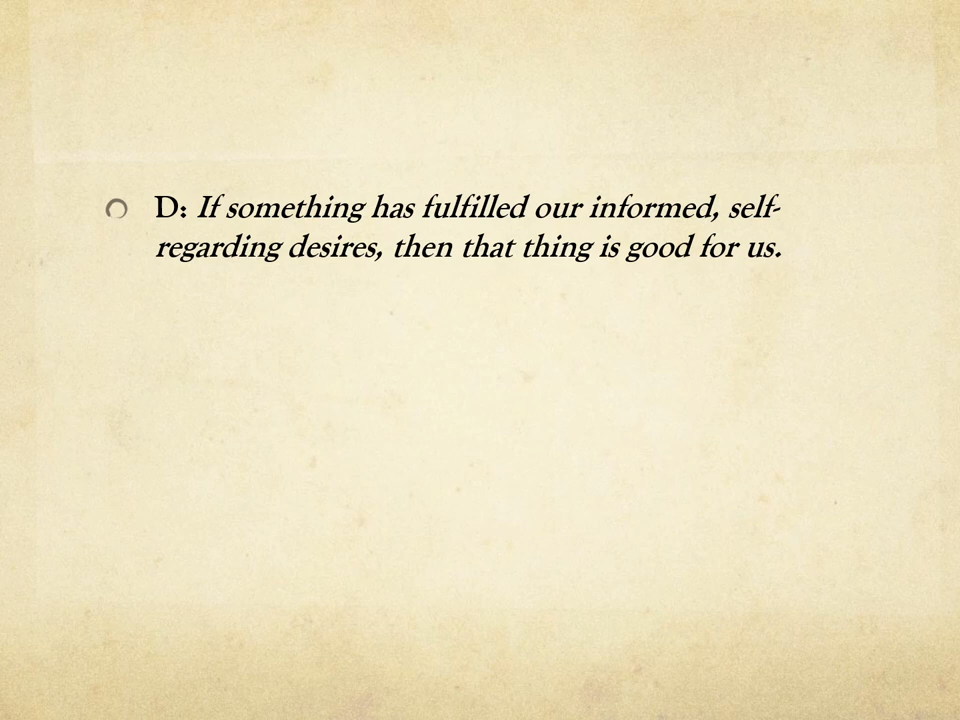 D: If something has fulfilled our informed, self-
regarding desires, then that thing is good for us.